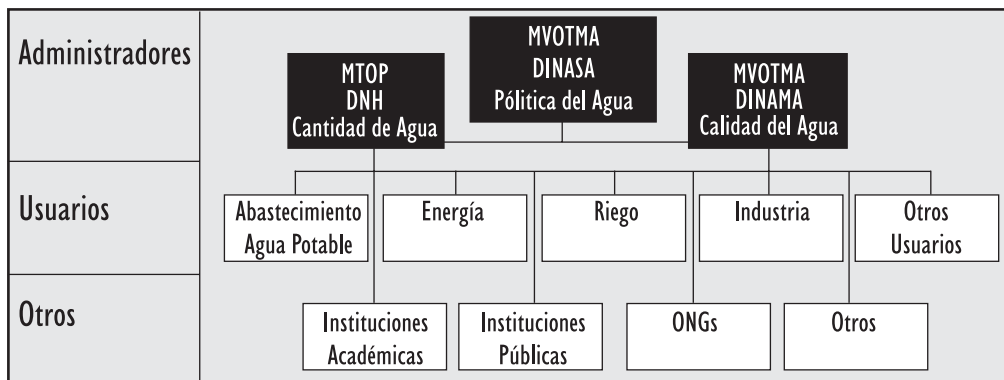 Administradores
MTOP
DNH
Cantidad de Agua
MVOTMA
DINASA
Pólitica del Agua
MVOTMA
DINAMA
Calidad del Agua
Usuarios
Abastecimiento
Agua Potable
Energía
Riego
Industria
Otros
Usuarios
Otros
Instituciones
Académicas
Instituciones
Públicas
ONGs
Otros